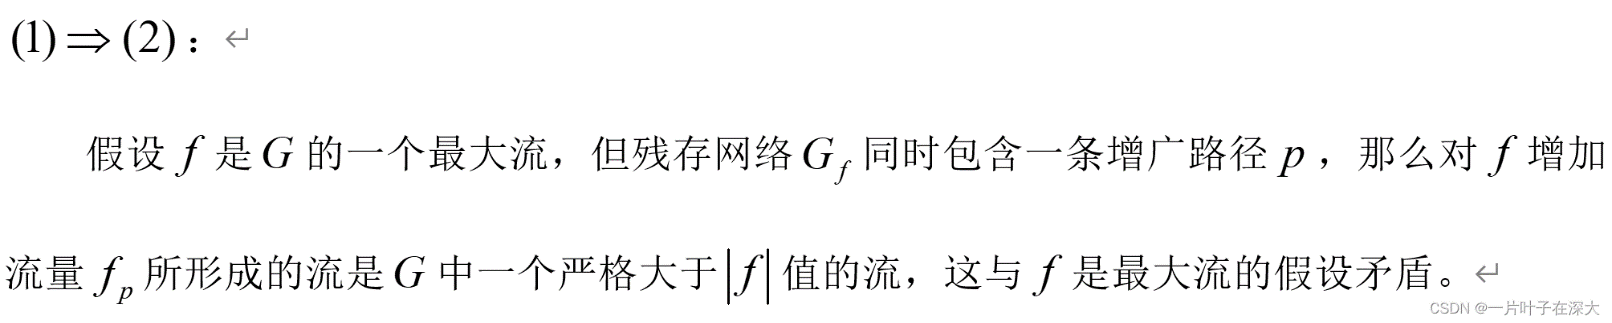 (1)⇒(2)：↵
假设 f 是 G 的一个最大流，但残存网络 G_f 同时包含一条增广路径 p ，那么对 f 增加
流量 f_p 所形成的流是 G 中一个严格大于 |f| 值的流，这与 f 是最大流的假设矛盾。↵
CSDN @一片叶子在深大